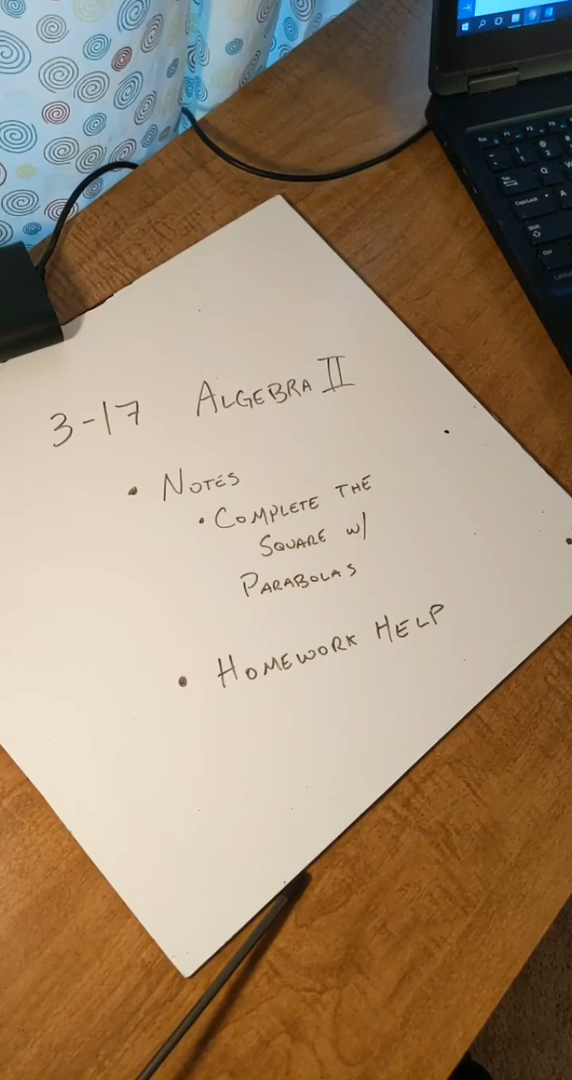 3-17 ALGEBRA II
• NOTES
• COMPLETE THE
SQUARE W/
PARABOLAS
• HOMEWORK HELP